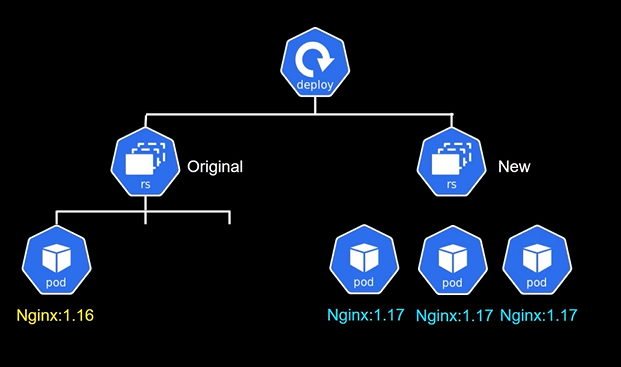 deploy
rs
Original
rs
New
pod
pod
pod
pod
Nginx:1.16
Nginx:1.17
Nginx:1.17
Nginx:1.17